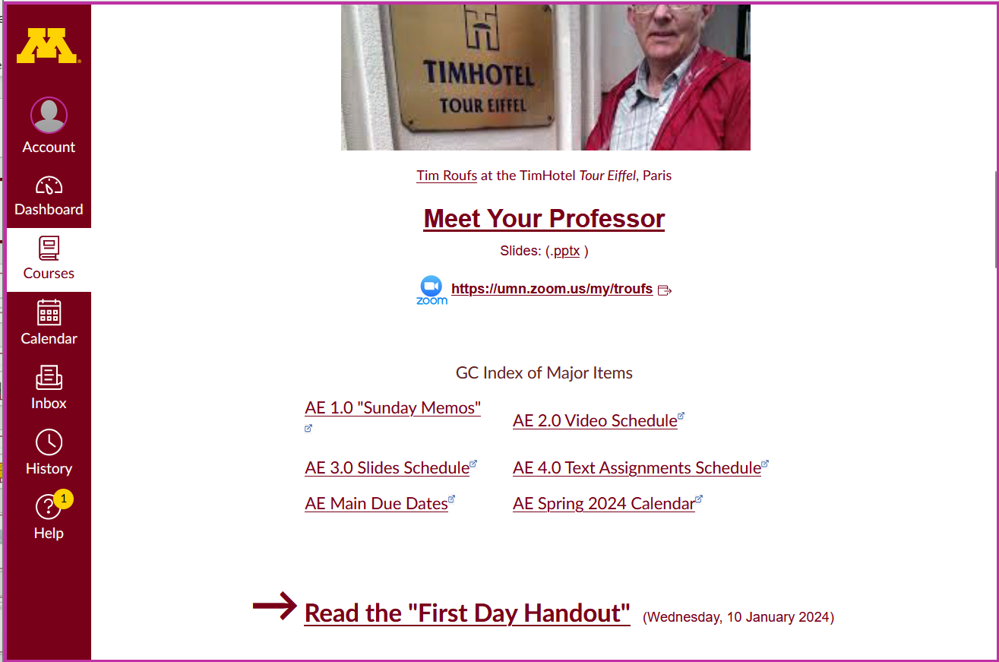 M
Account
Dashboard
Courses
Calendar
Inbox
History
1
Help
TIMHOTEL
TOUR EIFFEL
Tim Roufs at the TimHotel Tour Eiffel, Paris
Meet Your Professor
Slides: (.pptx )
zoom https://umn.zoom.us/my/troufs
GC Index of Major Items
AE 1.0 "Sunday Memos"
AE 2.0 Video Schedule
AE 3.0 Slides Schedule
AE 4.0 Text Assignments Schedule
AE Main Due Dates
AE Spring 2024 Calendar
Read the "First Day Handout" (Wednesday, 10 January 2024)